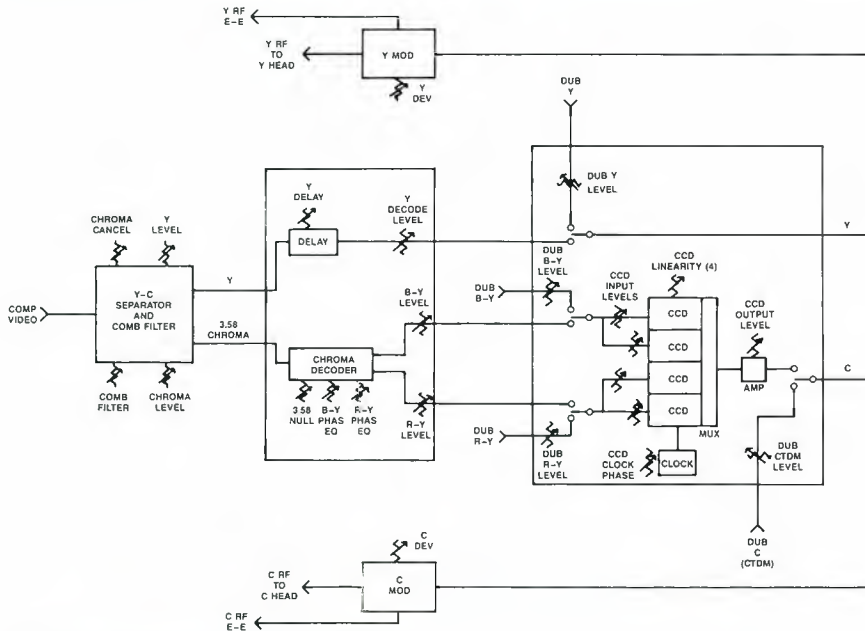 Y RF
E-E
Y RF
TO
Y HEAD
Y MOD
Y
DEV
DUB
Y
DUB Y
LEVEL
Y
DELAY
DELAY
Y
DECODE
LEVEL
CHROMA
CANCEL
Y
LEVEL
COMP
VIDEO
Y-C
SEPARATOR
AND
COMB FILTER
Y
3.58
CHROMA
COMB
FILTER
CHROMA
LEVEL
CHROMA
DECODER
3.58
NULL
B-Y
PHAS
EQ
R-Y
PHAS
EQ
B-Y
LEVEL
R-Y
LEVEL
DUB
B-Y
DUB
B-Y
LEVEL
DUB
R-Y
DUB
R-Y
LEVEL
CCD
INPUT
LEVELS
CCD
LINEARITY (4)
CCD
CCD
CCD
CCD
MUX
CCD
CLOCK
PHASE
CLOCK
CCD
OUTPUT
LEVEL
AMP
DUB
CTDM
LEVEL
DUB
C
(CTDM)
Y
C
C
DEV
C RF
TO
C HEAD
C
MOD
C RF
E-E